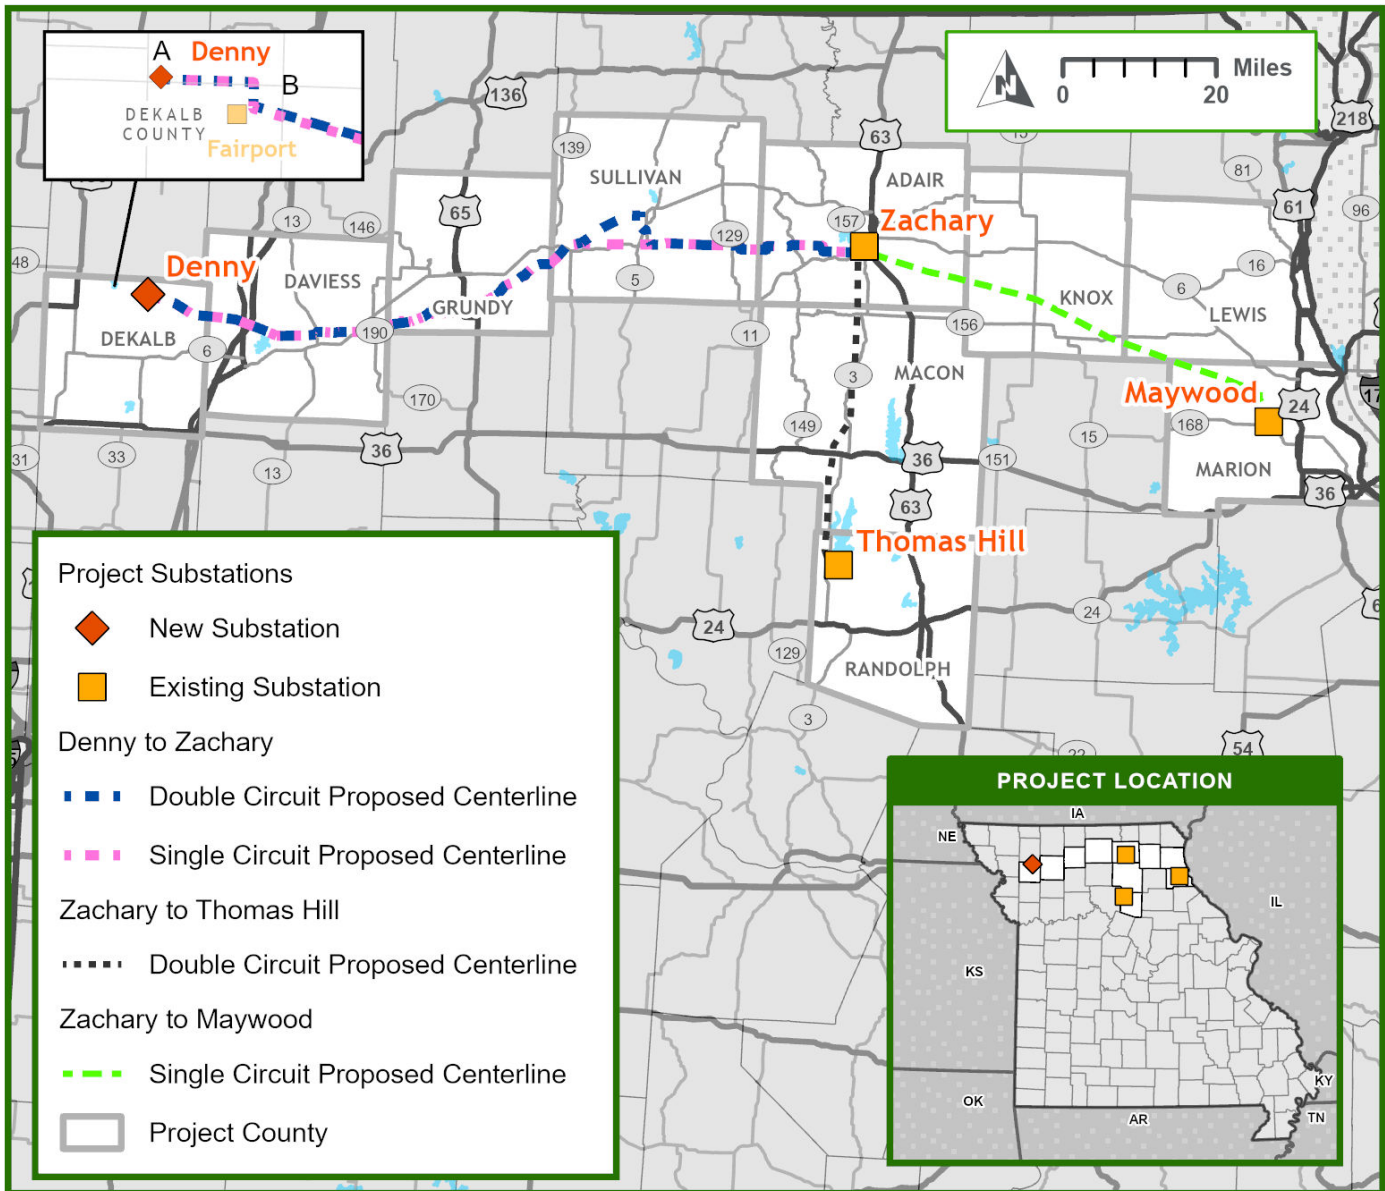 A
Denny
B
DEKALB
COUNTY
Fairport
N
0
20
Miles
136
63
218
139
SULLIVAN
ADAIR
81
65
13
146
157
Zachary
61
96
129
48
Denny
DAVIESS
5
16
6
GRUNDY
KNOX
LEWIS
190
DEKALB
6
11
156
3
MACON
Maywood
24
170
149
168
15
36
36
151
MARION
31
33
13
63
36
Thomas Hill
24
24
129
RANDOLPH
3
54
Project Substations
New Substation
Existing Substation
Denny to Zachary
Double Circuit Proposed Centerline
Single Circuit Proposed Centerline
Zachary to Thomas Hill
Double Circuit Proposed Centerline
Zachary to Maywood
Single Circuit Proposed Centerline
Project County
PROJECT LOCATION
IA
NE
IL
KS
KY
OK
AR
TN